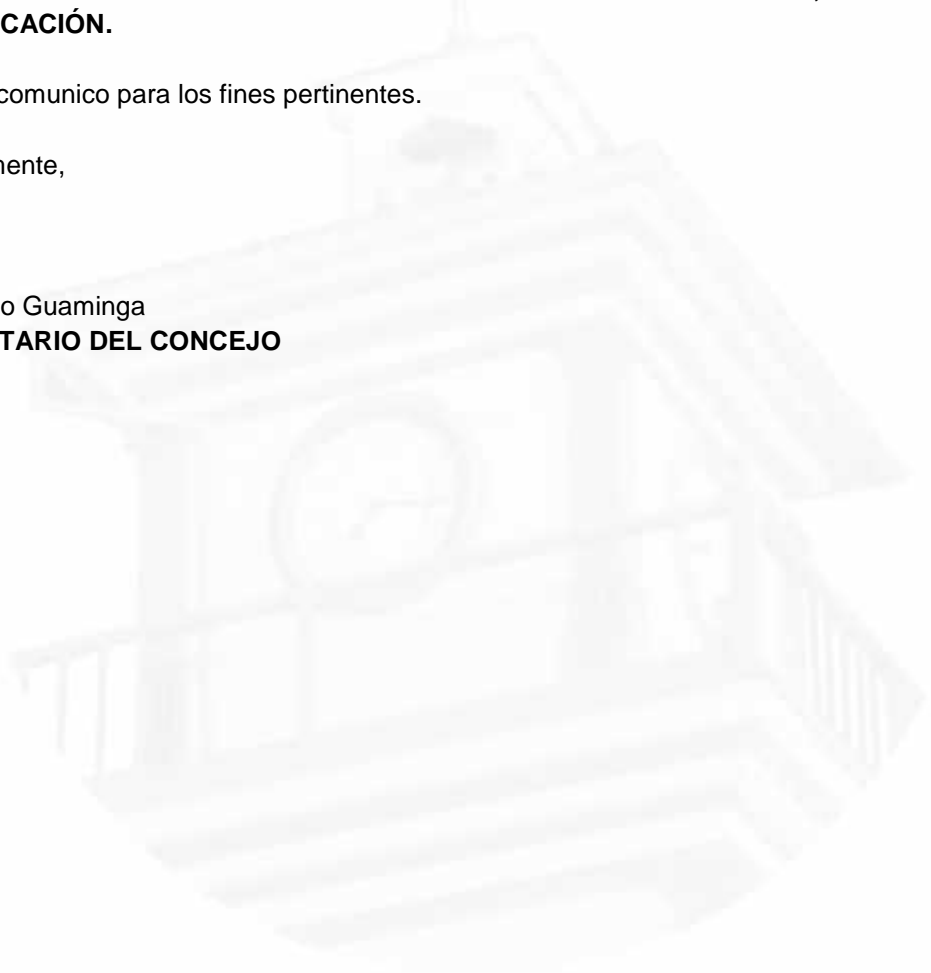 CACIÓN.
comunico para los fines pertinentes.
nente,
o Guaminga
TARIO DEL CONCEJO